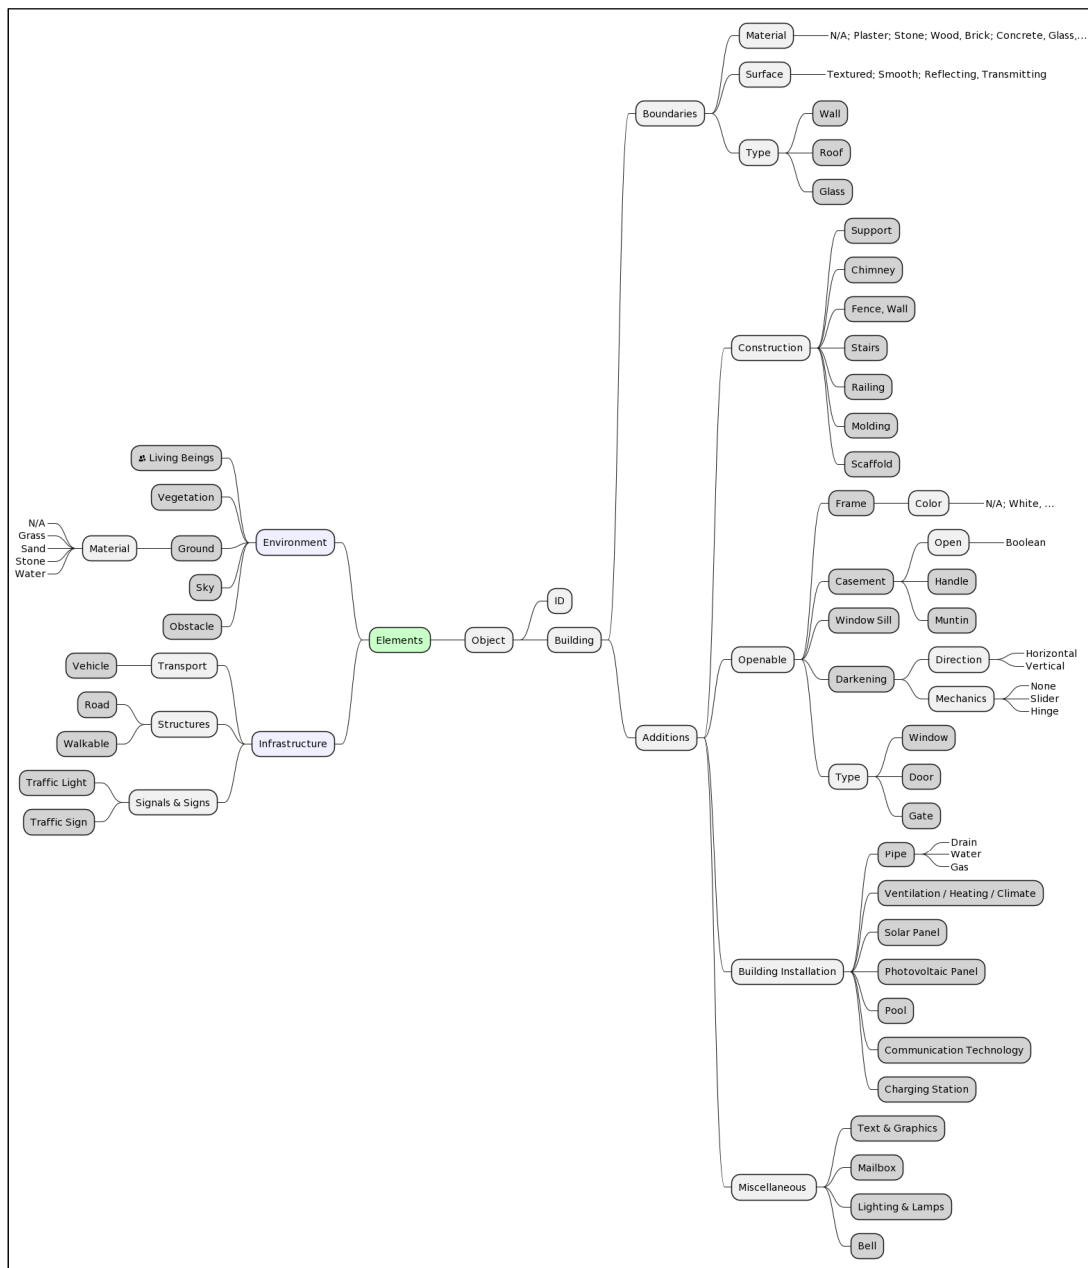 Material
N/A; Plaster; Stone; Wood, Brick; Concrete, Glass,...
Surface
Textured; Smooth; Reflecting, Transmitting
Boundaries
Wall
Type
Roof
Glass
Support
Chimney
Fence, Wall
Construction
Stairs
Railing
Molding
Scaffold
Living Beings
Vegetation
N/A
Grass
Sand
Stone
Water
Material
Ground
Environment
Sky
Obstacle
Vehicle
Transport
Road
Structures
Walkable
Infrastructure
Traffic Light
Signals & Signs
Traffic Sign
Elements
Object
ID
Building
Frame
Color
N/A; White, ...
Open
Boolean
Casement
Handle
Muntin
Window Sill
Openable
Darkening
Direction
Horizontal
Vertical
Mechanics
None
Slider
Hinge
Additions
Window
Type
Door
Gate
Pipe
Drain
Water
Gas
Ventilation / Heating / Climate
Solar Panel
Building Installation
Photovoltaic Panel
Pool
Communication Technology
Charging Station
Text & Graphics
Mailbox
Miscellaneous
Lighting & Lamps
Bell